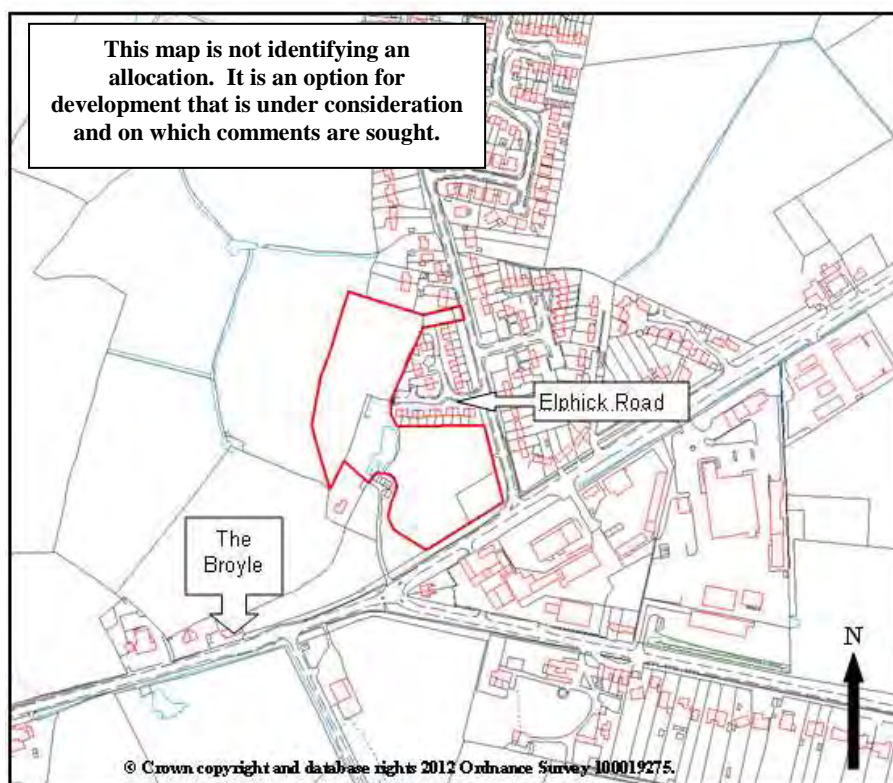 This map is not identifying an
allocation. It is an option for
development that is under consideration
and on which comments are sought.
Elphick Road
The
Broyle
N
© Crown copyright and database rights 2012 Ordnance Survey 100019275.